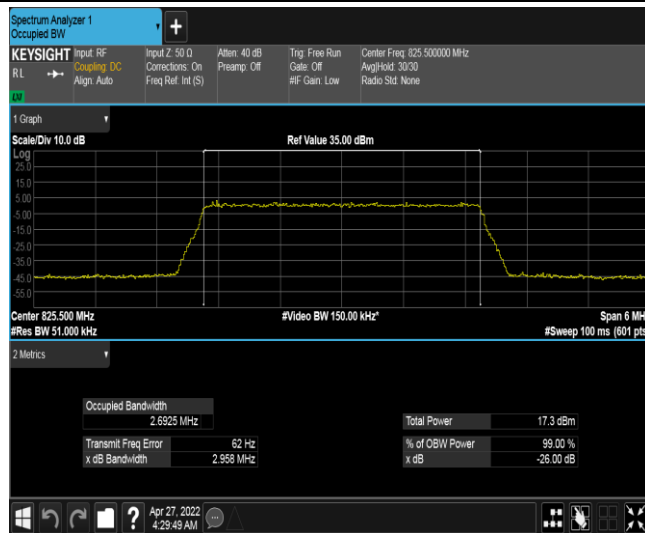 Spectrum Analyzer 1
Occupied BW
KEYSIGHT Input: RF Input Z: 50 Ω Atten: 40 dB Trig: Free Run Center Freq: 825.500000 MHz
Coupling: DC Corrections: On Preamp: Off Gate: Off Avg|Hold: 30/30
RL Align: Auto Freq Ref: Int (S) #IF Gain: Low Radio Std: None
1 Graph
Scale/Div 10.0 dB Ref Value 35.00 dBm
Log
25.0
15.0
5.00
-5.00
-15.0
-25.0
-35.0
-45.0
-55.0
Center 825.500 MHz #Video BW 150.00 kHz* Span 6 MH
#Res BW 51.000 kHz #Sweep 100 ms (601 pts
2 Metrics
Occupied Bandwidth
2.6925 MHz Total Power 17.3 dBm
Transmit Freq Error 62 Hz % of OBW Power 99.00 %
x dB Bandwidth 2.958 MHz x dB -26.00 dB
? Apr 27, 2022
4:29:49 AM